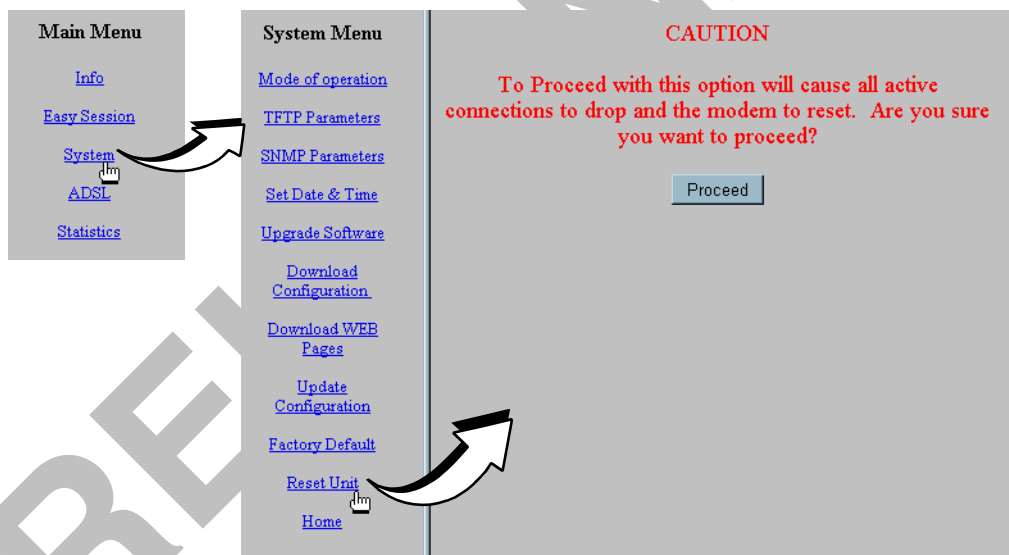 Main Menu
Info
Easy Session
System
ADSL
Statistics
System Menu
Mode of operation
TFTP Parameters
SNMP Parameters
Set Date & Time
Upgrade Software
Download
Configuration
Download WEB
Pages
Update
Configuration
Factory Default
Reset Unit
Home
CAUTION
To Proceed with this option will cause all active
connections to drop and the modem to reset. Are you sure
you want to proceed?
Proceed